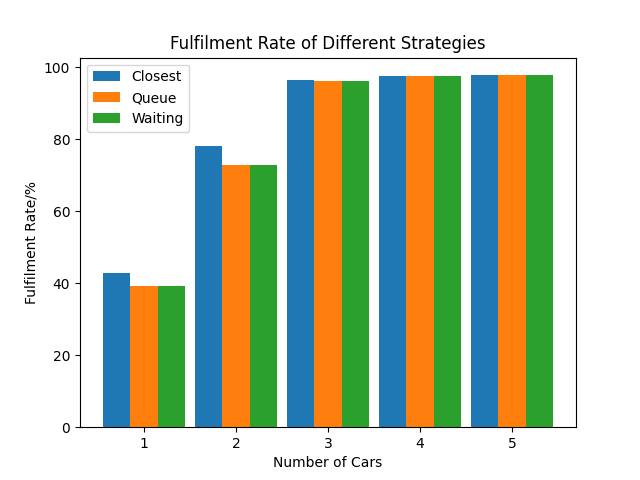 Fulfilment Rate of Different Strategies
100
80
60
40
20
0
Fulfilment Rate/%
Closest
Queue
Waiting
1 2 3 4 5
Number of Cars